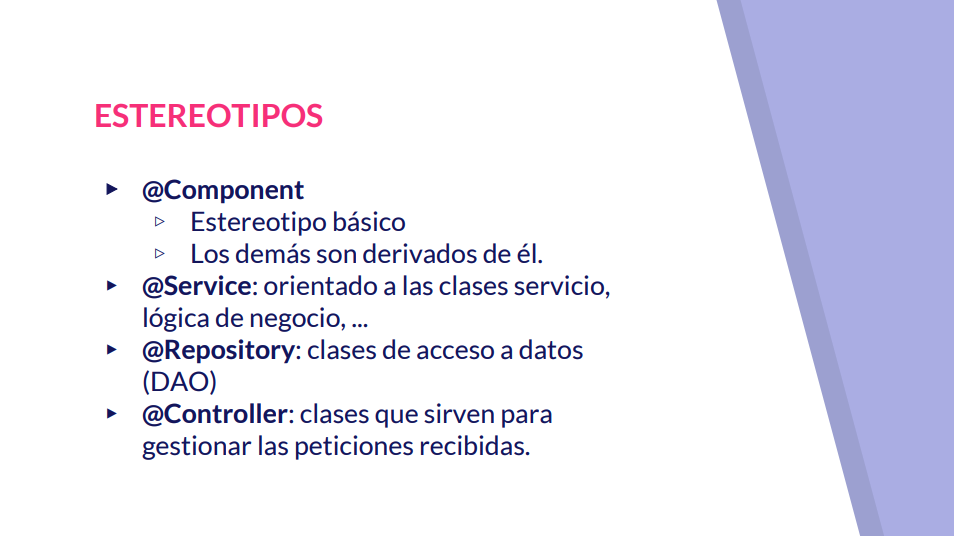 ESTEREOTIPOS
▶ @Component
▷ Estereotipo básico
▷ Los demás son derivados de él.
▶ @Service: orientado a las clases servicio,
lógica de negocio, ...
▶ @Repository: clases de acceso a datos
(DAO)
▶ @Controller: clases que sirven para
gestionar las peticiones recibidas.